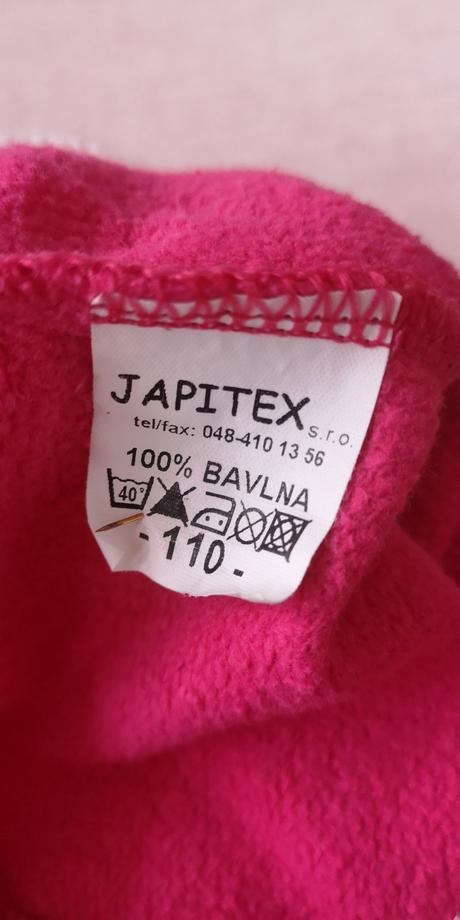 JAPITEX s.r.o.
tel/fax: 048-410 13 56
100% BAVLNA
40°
- 110 -